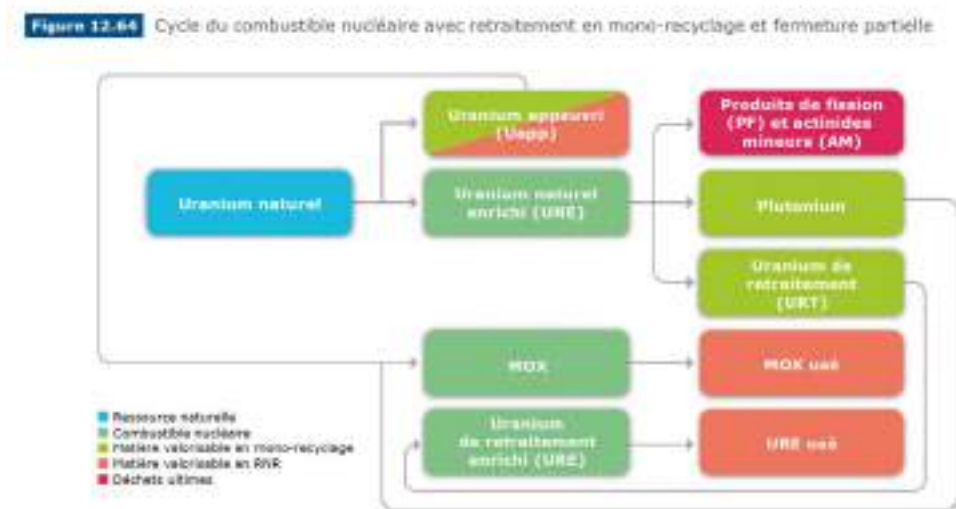 Figure 12.64 Cycle du combustible nucléaire avec retraitement en mono-recyclage et fermeture partielle
Uranium appauvri
(Uapp)
Produits de fission
(PF) et actinides
mineurs (AM)
Uranium naturel
Uranium naturel
enrichi (UNE)
Plutonium
Uranium de
retraitement
(URT)
MOX
MOX usé
Uranium
de retraitement
enrichi (URE)
URE usé
Ressource naturelle
Combustible nucléaire
Matière valorisable en mono-recyclage
Matière valorisable en RNR
Déchets ultimes